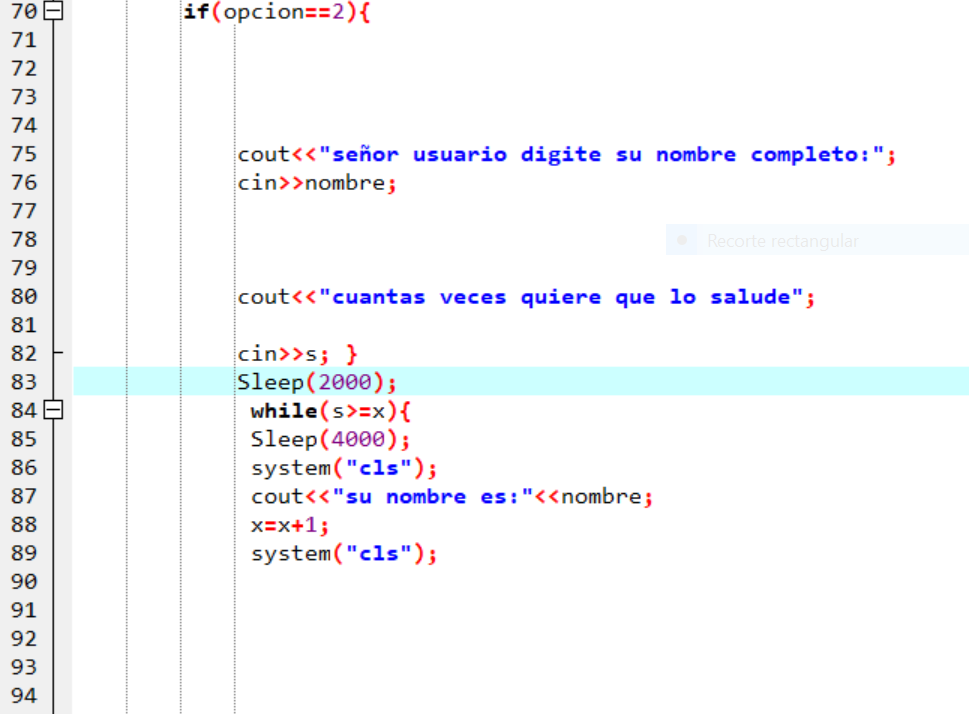 70 if(opcion==2){
71
72
73
74
75 cout<<"señor usuario digite su nombre completo:";
76 cin>>nombre;
77
78
Recorte rectangular
79
80 cout<<"cuantas veces quiere que lo salude";
81
82 cin>>s; }
83 Sleep(2000);
84 while(s>=x){
85 Sleep(4000);
86 system("cls");
87 cout<<"su nombre es:"<<nombre;
88 x=x+1;
89 system("cls");
90
91
92
93
94